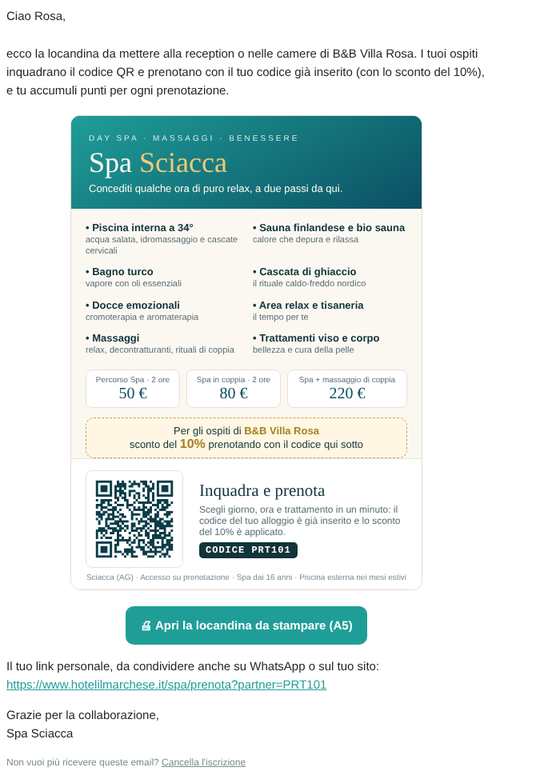 Ciao Rosa,
ecco la locandina da mettere alla reception o nelle camere di B&B Villa Rosa. I tuoi ospiti
inquadrano il codice QR e prenotano con il tuo codice già inserito (con lo sconto del 10%),
e tu accumuli punti per ogni prenotazione.
DAY SPA · MASSAGGI · BENESSERE
Spa Sciacca
Concediti qualche ora di puro relax, a due passi da qui.
• Piscina interna a 34°
acqua salata, idromassaggio e cascate
cervicali
• Sauna finlandese e bio sauna
calore che depura e rilassa
• Bagno turco
vapore con oli essenziali
• Cascata di ghiaccio
il rituale caldo-freddo nordico
• Docce emozionali
cromoterapia e aromaterapia
• Area relax e tisaneria
il tempo per te
• Massaggi
relax, decontratturanti, rituali di coppia
• Trattamenti viso e corpo
bellezza e cura della pelle
Percorso Spa · 2 ore
50 €
Spa in coppia · 2 ore
80 €
Spa + massaggio di coppia
220 €
Per gli ospiti di B&B Villa Rosa
sconto del 10% prenotando con il codice qui sotto
Inquadra e prenota
Scegli giorno, ora e trattamento in un minuto: il
codice del tuo alloggio è già inserito e lo sconto
del 10% è applicato.
CODICE PRT101
Sciacca (AG) · Accesso su prenotazione · Spa dai 16 anni · Piscina esterna nei mesi estivi
🖨 Apri la locandina da stampare (A5)
Il tuo link personale, da condividere anche su WhatsApp o sul tuo sito:
https://www.hotelilmarchese.it/spa/prenota?partner=PRT101
Grazie per la collaborazione,
Spa Sciacca
Non vuoi più ricevere queste email? Cancella l'iscrizione